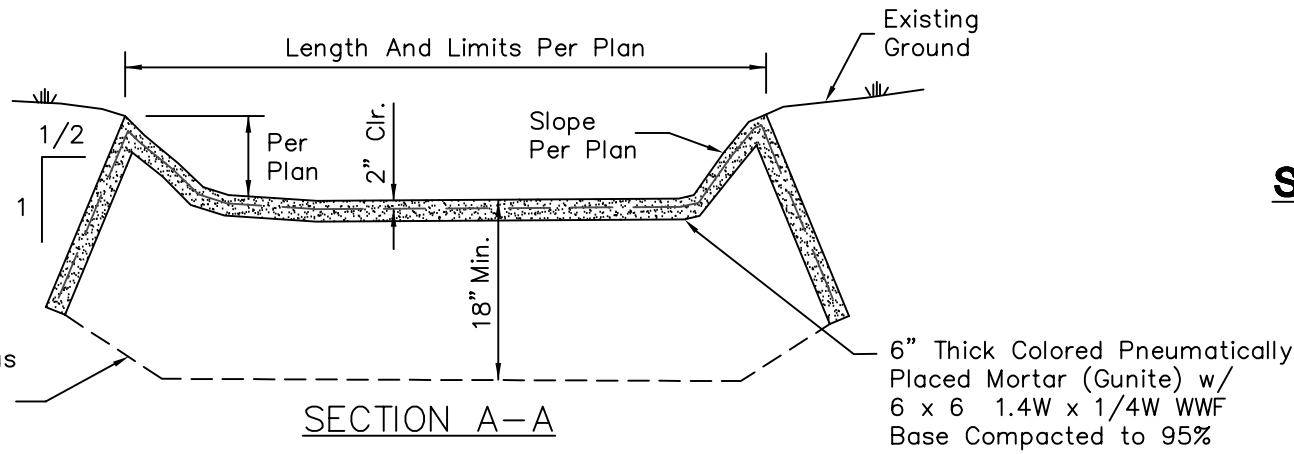 Existing
Ground
Length And Limits Per Plan
1/2
1
Per
Plan
2" Clr.
Slope
Per Plan
S
18" Min.
6" Thick Colored Pneumatically
Placed Mortar (Gunite) w/
6 x 6 1.4W x 1/4W WWF
Base Compacted to 95%
SECTION A-A